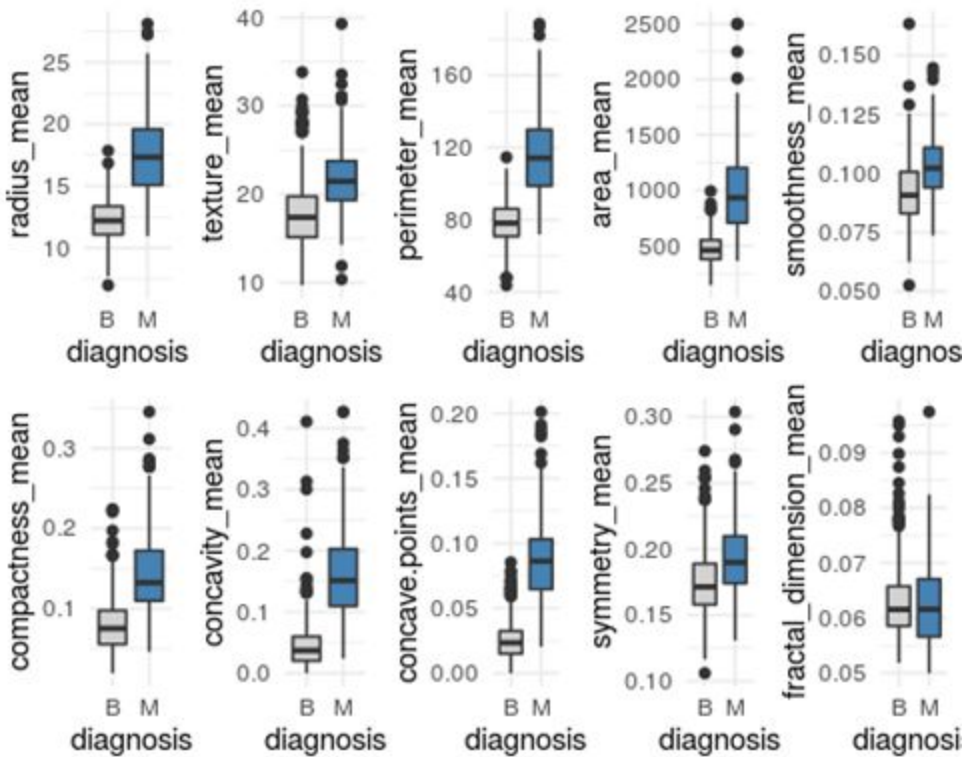 radius_mean
25
20
15
10
B M
diagnosis
texture_mean
40
30
20
10
B M
diagnosis
perimeter_mean
160
120
80
40
B M
diagnosis
area_mean
2500
2000
1500
1000
500
B M
diagnosis
smoothness_mean
0.150
0.125
0.100
0.075
0.050
B M
diagnos
compactness_mean
0.3
0.2
0.1
B M
diagnosis
concavity_mean
0.4
0.3
0.2
0.1
0.0
B M
diagnosis
concave.points_mean
0.20
0.15
0.10
0.05
0.00
B M
diagnosis
symmetry_mean
0.30
0.25
0.20
0.15
0.10
B M
diagnosis
fractal_dimension_mean
0.09
0.08
0.07
0.06
0.05
B M
diagnosi